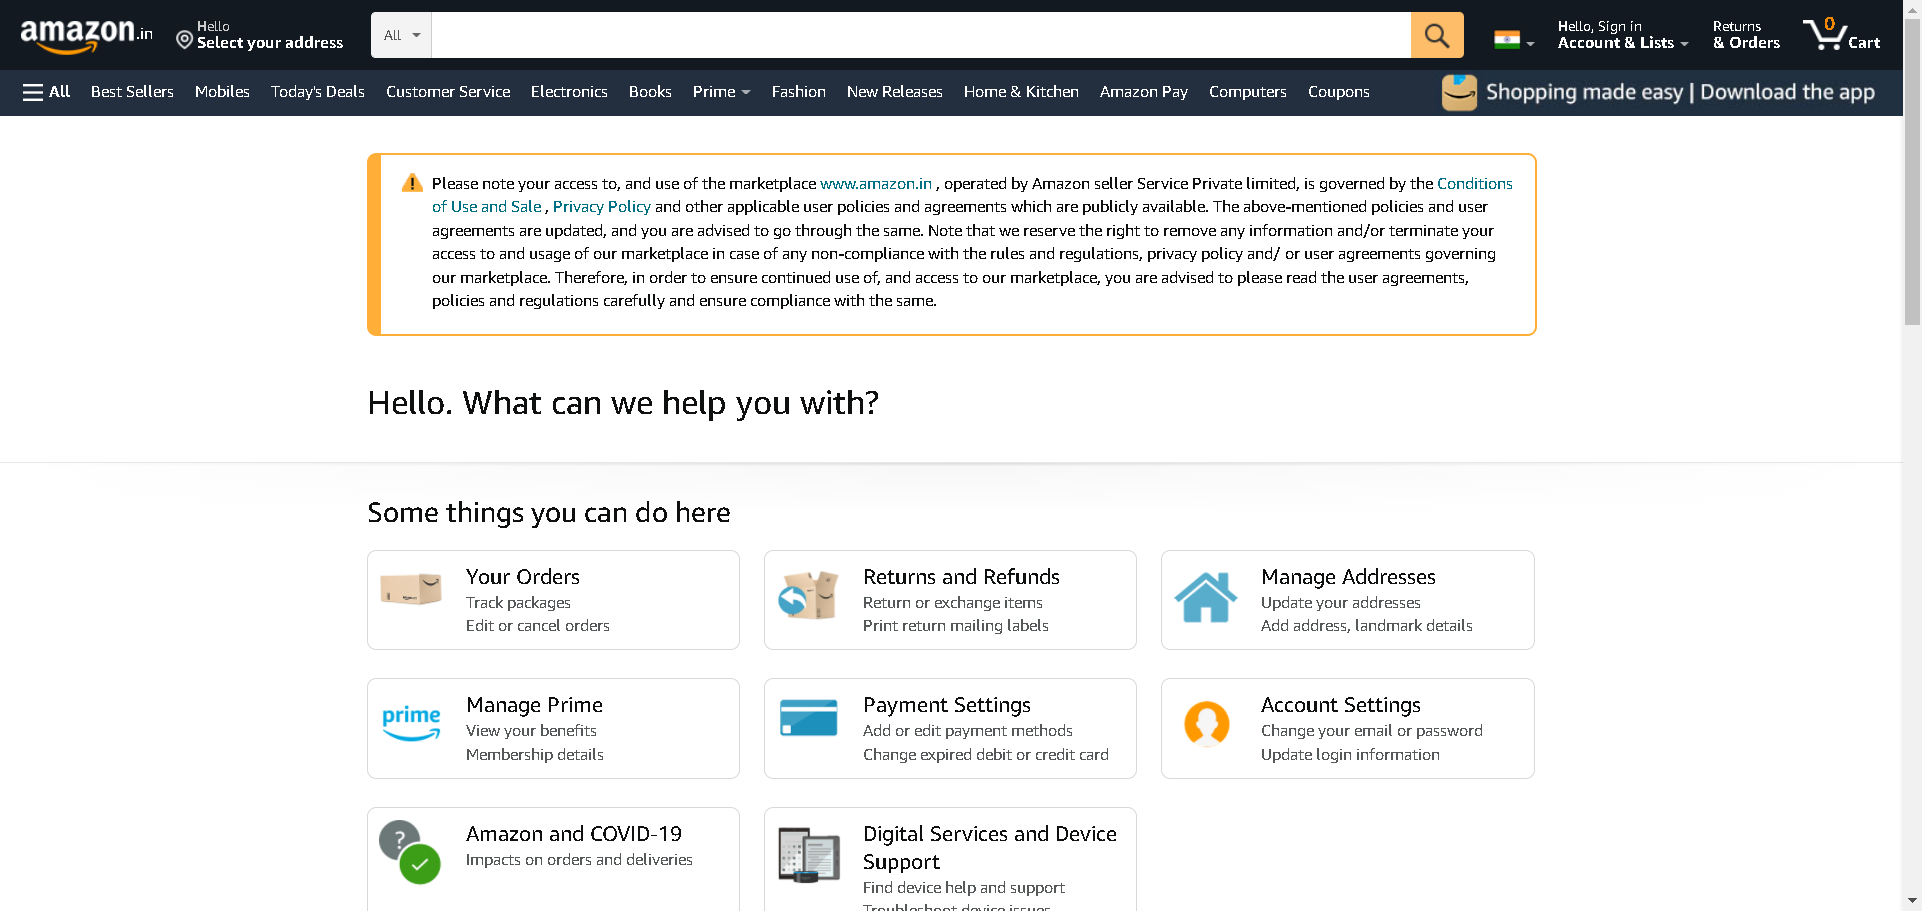 amazon.in
Hello
Select your address
All
Hello, Sign in
Account & Lists
Returns
& Orders
0
Cart
All
Best Sellers
Mobiles
Today's Deals
Customer Service
Electronics
Books
Prime
Fashion
New Releases
Home & Kitchen
Amazon Pay
Computers
Coupons
Shopping made easy | Download the app
Please note your access to, and use of the marketplace www.amazon.in , operated by Amazon seller Service Private limited, is governed by the Conditions
of Use and Sale , Privacy Policy and other applicable user policies and agreements which are publicly available. The above-mentioned policies and user
agreements are updated, and you are advised to go through the same. Note that we reserve the right to remove any information and/or terminate your
access to and usage of our marketplace in case of any non-compliance with the rules and regulations, privacy policy and/ or user agreements governing
our marketplace. Therefore, in order to ensure continued use of, and access to our marketplace, you are advised to please read the user agreements,
policies and regulations carefully and ensure compliance with the same.
Hello. What can we help you with?
Some things you can do here
Your Orders
Track packages
Edit or cancel orders
Returns and Refunds
Return or exchange items
Print return mailing labels
Manage Addresses
Update your addresses
Add address, landmark details
prime
Manage Prime
View your benefits
Membership details
Payment Settings
Add or edit payment methods
Change expired debit or credit card
Account Settings
Change your email or password
Update login information
?
Amazon and COVID-19
Impacts on orders and deliveries
Digital Services and Device
Support
Find device help and support
Troubleshoot device issues